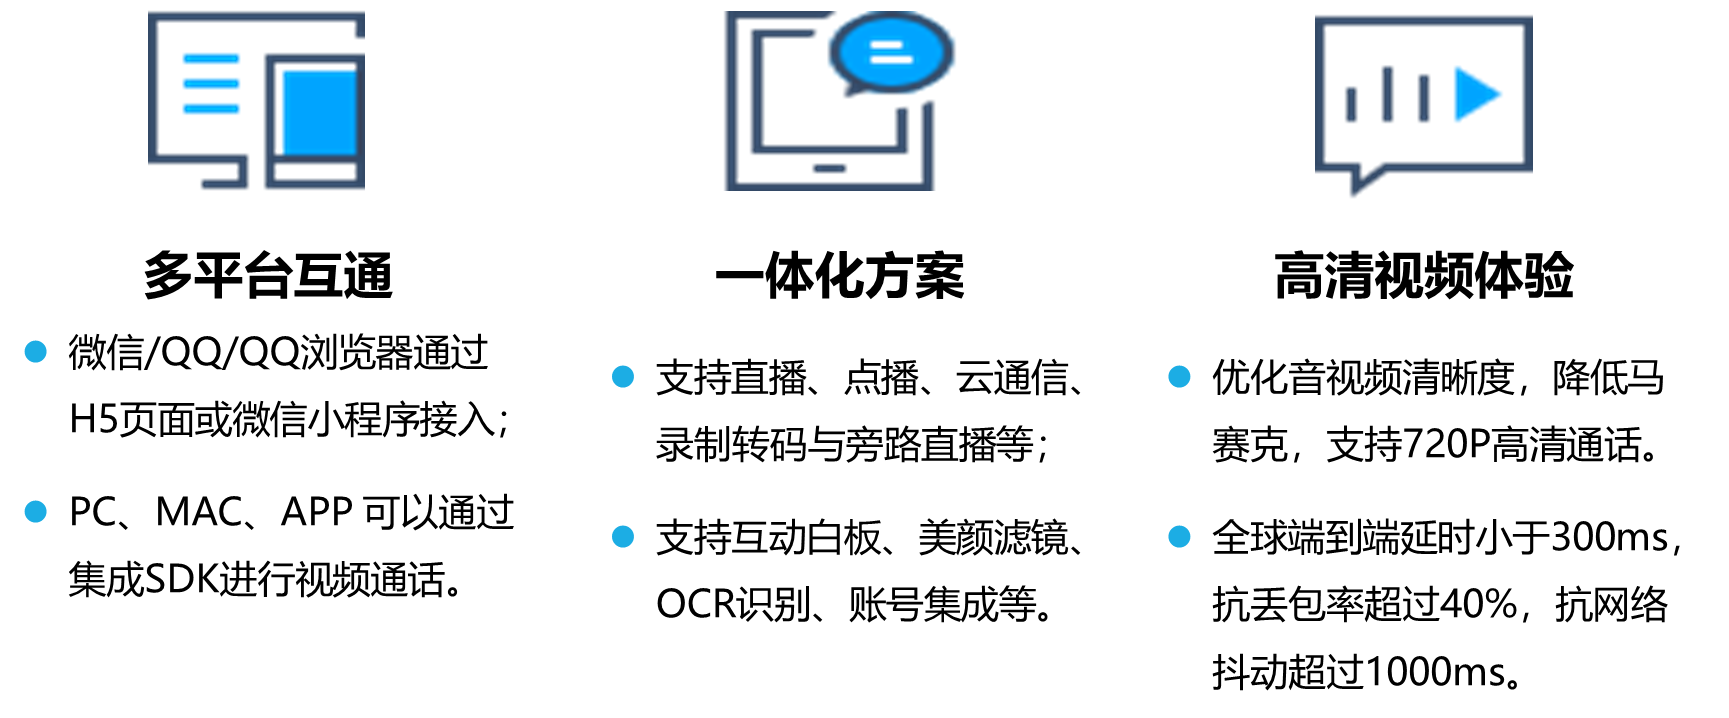 多平台互通
微信/QQ/QQ浏览器通过
H5页面或微信小程序接入；
PC、MAC、APP 可以通过
集成SDK进行视频通话。
一体化方案
支持直播、点播、云通信、
录制转码与旁路直播等；
支持互动白板、美颜滤镜、
OCR识别、账号集成等。
高清视频体验
优化音视频清晰度，降低马
赛克，支持720P高清通话。
全球端到端延时小于300ms，
抗丢包率超过40%，抗网络
抖动超过1000ms。